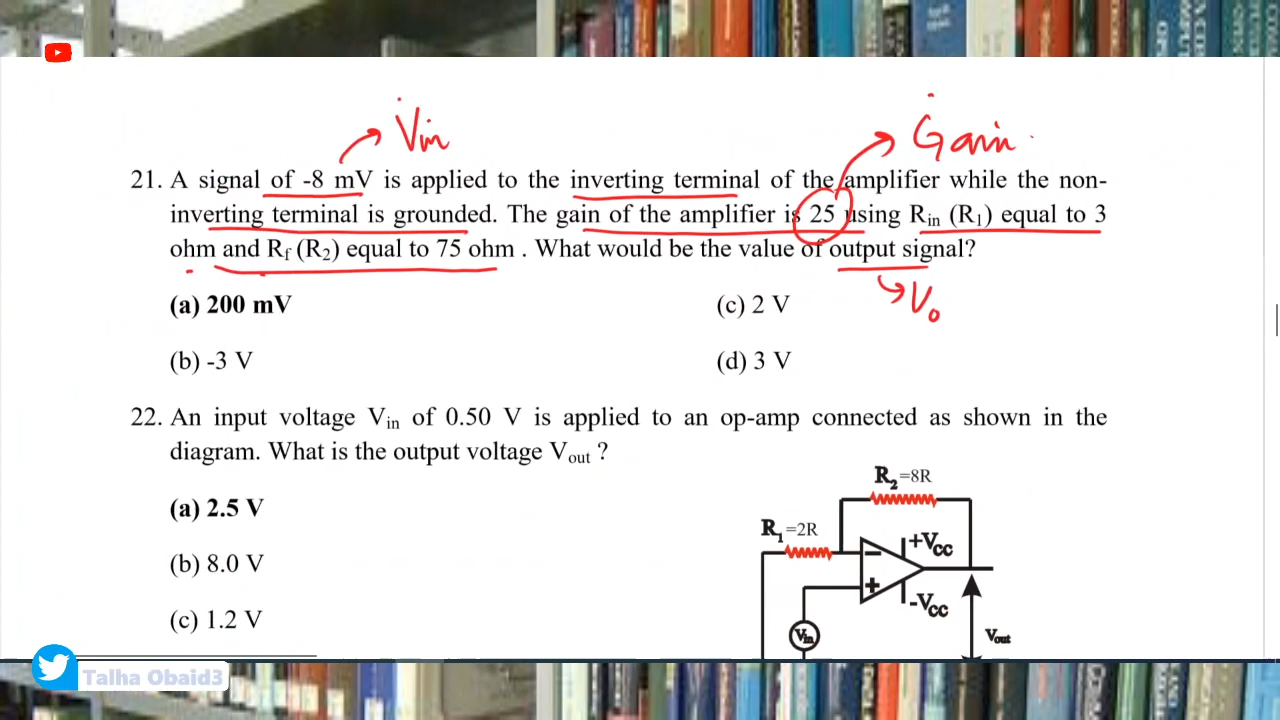 Vin
Gain
21. A signal of -8 mV is applied to the inverting terminal of the amplifier while the non-
inverting terminal is grounded. The gain of the amplifier is 25 using Rin (R1) equal to 3
ohm and Rf (R2) equal to 75 ohm . What would be the value of output signal?
Vo
(a) 200 mV
(c) 2 V
(b) -3 V
(d) 3 V
22. An input voltage Vin of 0.50 V is applied to an op-amp connected as shown in the
diagram. What is the output voltage Vout ?
(a) 2.5 V
(b) 8.0 V
(c) 1.2 V
R2=8R
R1=2R
+Vcc
-Vcc
Vin
Vout
Talha Obaid3